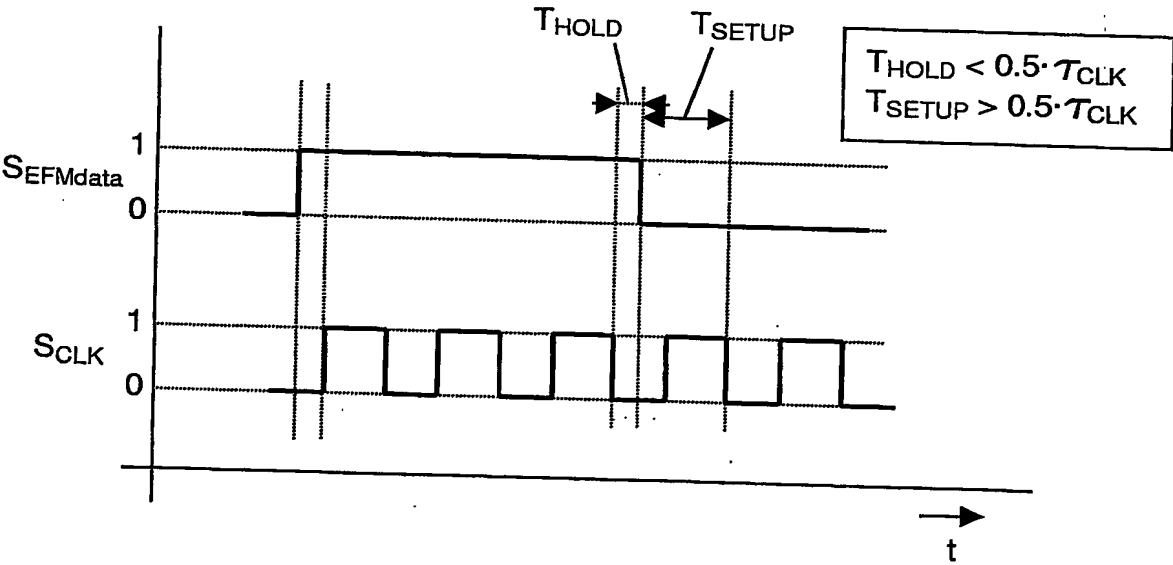 THOLD TSETUP
THOLD < 0.5·τCLK
TSETUP > 0.5·τCLK
1
SEFMdata
0
1
SCLK
0
t